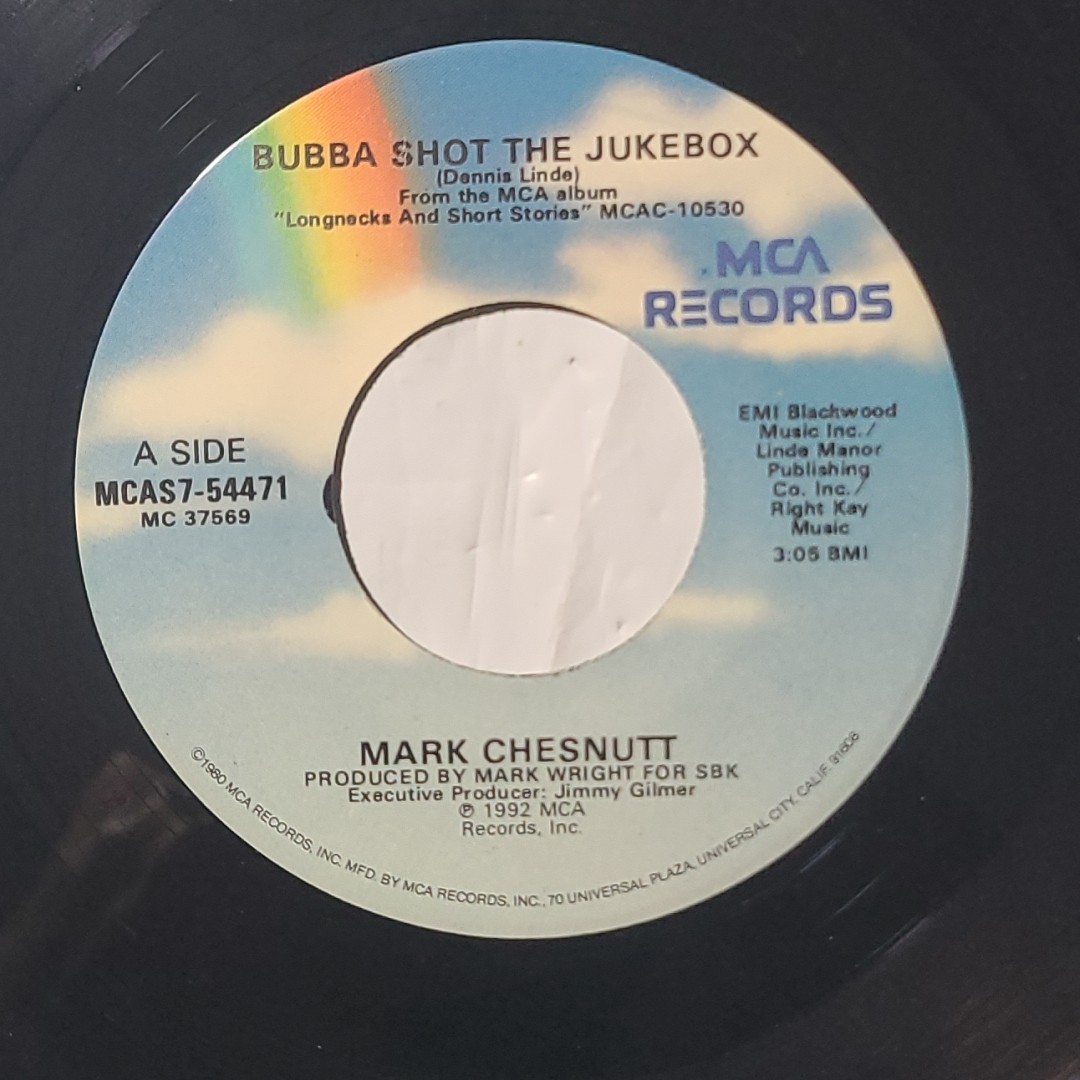 BUBBA SHOT THE JUKEBOX
(Dennis Linde)
From the MCA album
"Longnecks And Short Stories" MCAC-10530
MCA
RECORDS
A SIDE
MCAS7-54471
MC 37569
EMI Blackwood
Music Inc./
Linde Manor
Publishing
Co. Inc./
Right Key
Music
3:05 BMI
MARK CHESNUTT
PRODUCED BY MARK WRIGHT FOR SBK
Executive Producer: Jimmy Gilmer
℗ 1992 MCA
Records, Inc.
©1980 MCA RECORDS, INC. MFD. BY MCA RECORDS, INC., 70 UNIVERSAL PLAZA, UNIVERSAL CITY, CALIF. 91608